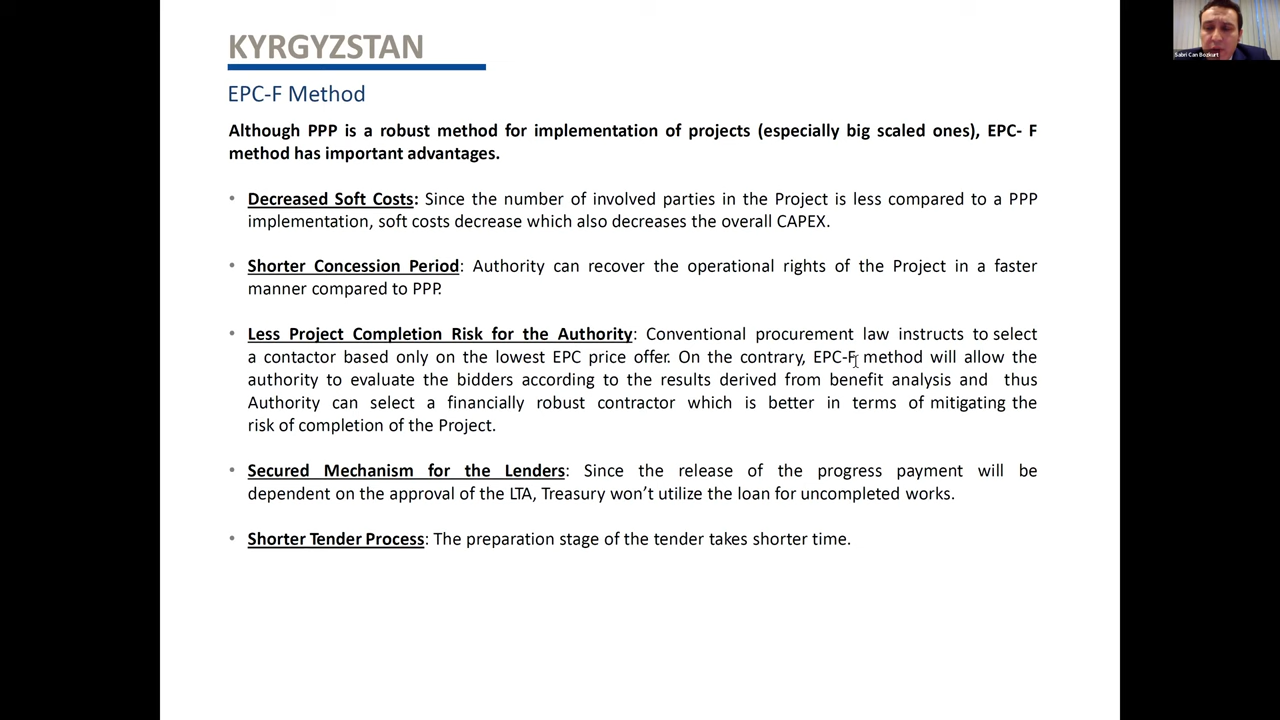 KYRGYZSTAN
Sabri Can Bozkurt
EPC-F Method
Although PPP is a robust method for implementation of projects (especially big scaled ones), EPC- F
method has important advantages.
• Decreased Soft Costs: Since the number of involved parties in the Project is less compared to a PPP
implementation, soft costs decrease which also decreases the overall CAPEX.
• Shorter Concession Period: Authority can recover the operational rights of the Project in a faster
manner compared to PPP.
• Less Project Completion Risk for the Authority: Conventional procurement law instructs to select
a contactor based only on the lowest EPC price offer. On the contrary, EPC-F method will allow the
authority to evaluate the bidders according to the results derived from benefit analysis and thus
Authority can select a financially robust contractor which is better in terms of mitigating the
risk of completion of the Project.
• Secured Mechanism for the Lenders: Since the release of the progress payment will be
dependent on the approval of the LTA, Treasury won't utilize the loan for uncompleted works.
• Shorter Tender Process: The preparation stage of the tender takes shorter time.